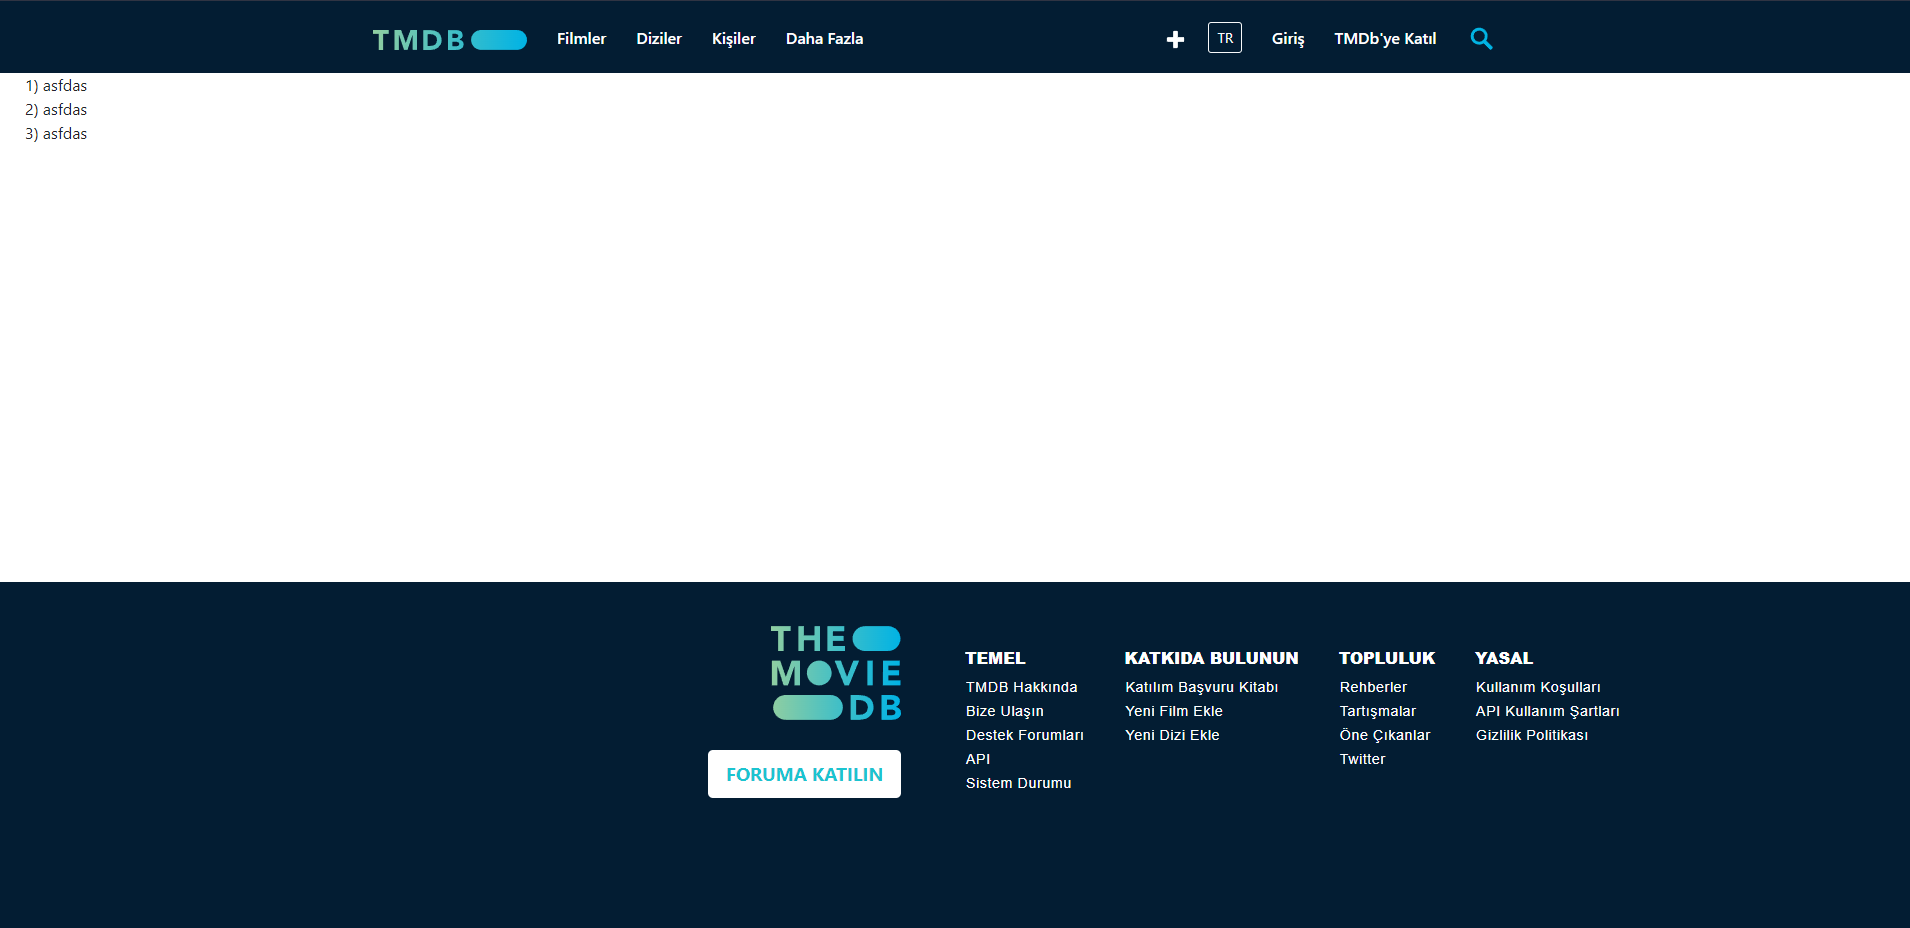 TMDB Filmler Diziler Kişiler Daha Fazla TR Giriş TMDb'ye Katıl
1) asfdas
2) asfdas
3) asfdas
THE
MOVIE
DB
FORUMA KATILIN
TEMEL
TMDB Hakkında
Bize Ulaşın
Destek Forumları
API
Sistem Durumu
KATKIDA BULUNUN
Katılım Başvuru Kitabı
Yeni Film Ekle
Yeni Dizi Ekle
TOPLULUK
Rehberler
Tartışmalar
Öne Çıkanlar
Twitter
YASAL
Kullanım Koşulları
API Kullanım Şartları
Gizlilik Politikası